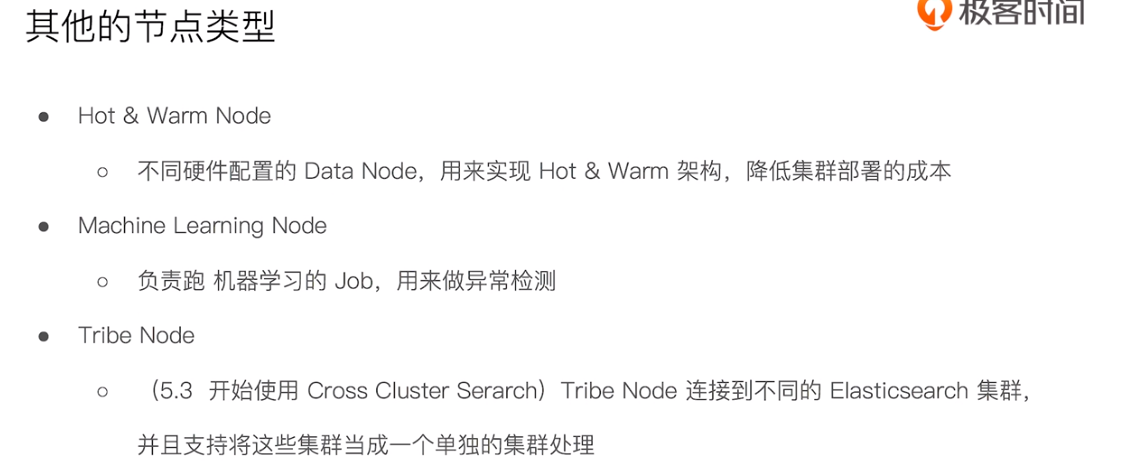 其他的节点类型
极客时间
● Hot & Warm Node
○ 不同硬件配置的 Data Node，用来实现 Hot & Warm 架构，降低集群部署的成本
● Machine Learning Node
○ 负责跑 机器学习的 Job，用来做异常检测
● Tribe Node
○ （5.3 开始使用 Cross Cluster Serarch）Tribe Node 连接到不同的 Elasticsearch 集群，
并且支持将这些集群当成一个单独的集群处理